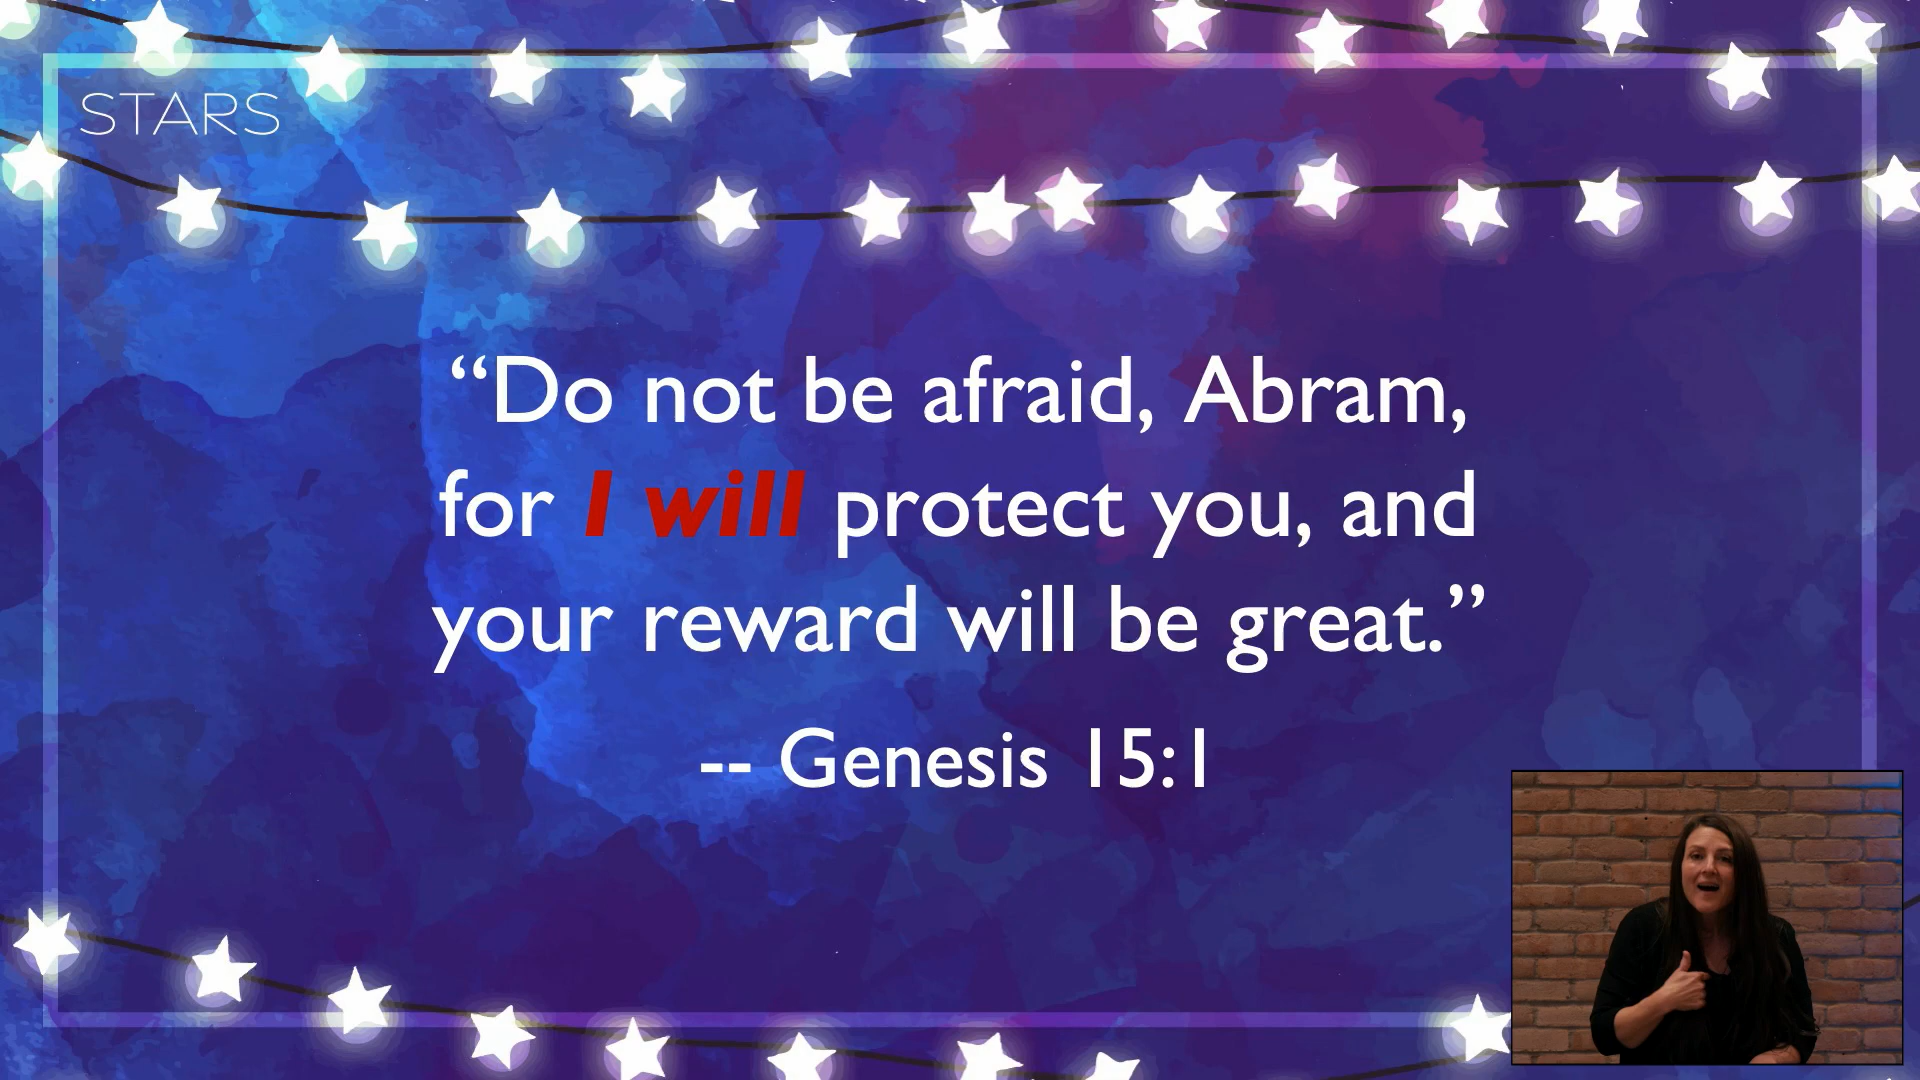 STARS
“Do not be afraid, Abram,
for I will protect you, and
your reward will be great.”
-- Genesis 15:1